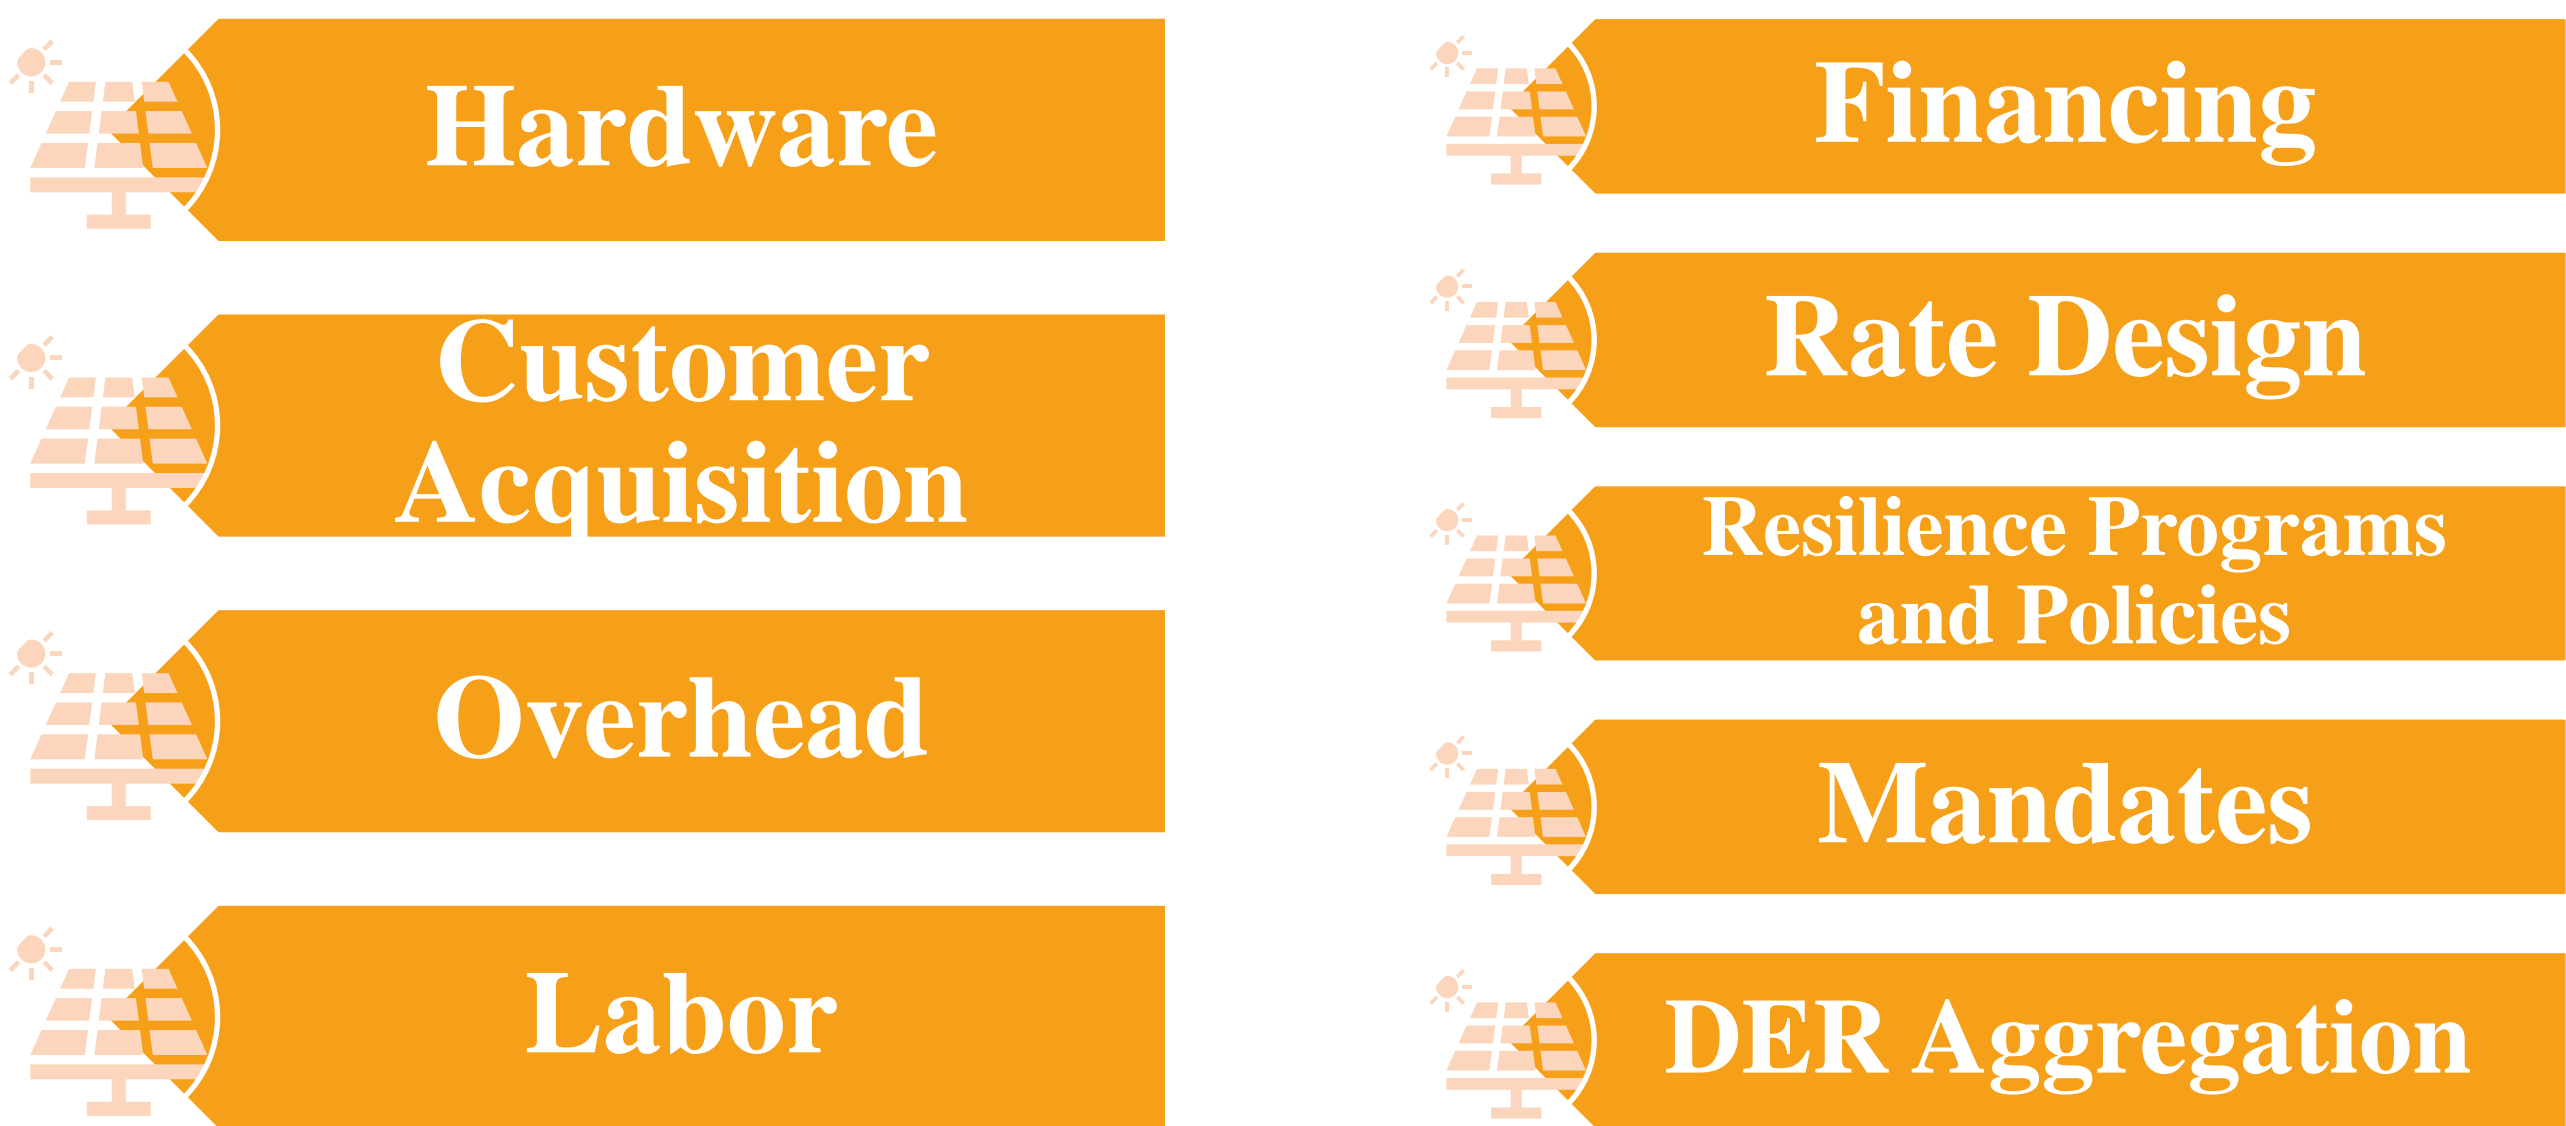 Hardware
Customer
Acquisition
Overhead
Labor
Financing
Rate Design
Resilience Programs
and Policies
Mandates
DER Aggregation